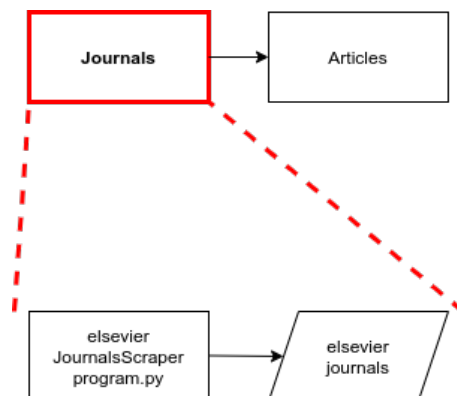 Journals
Articles
elsevier
JournalsScraper
program.py
elsevier
journals